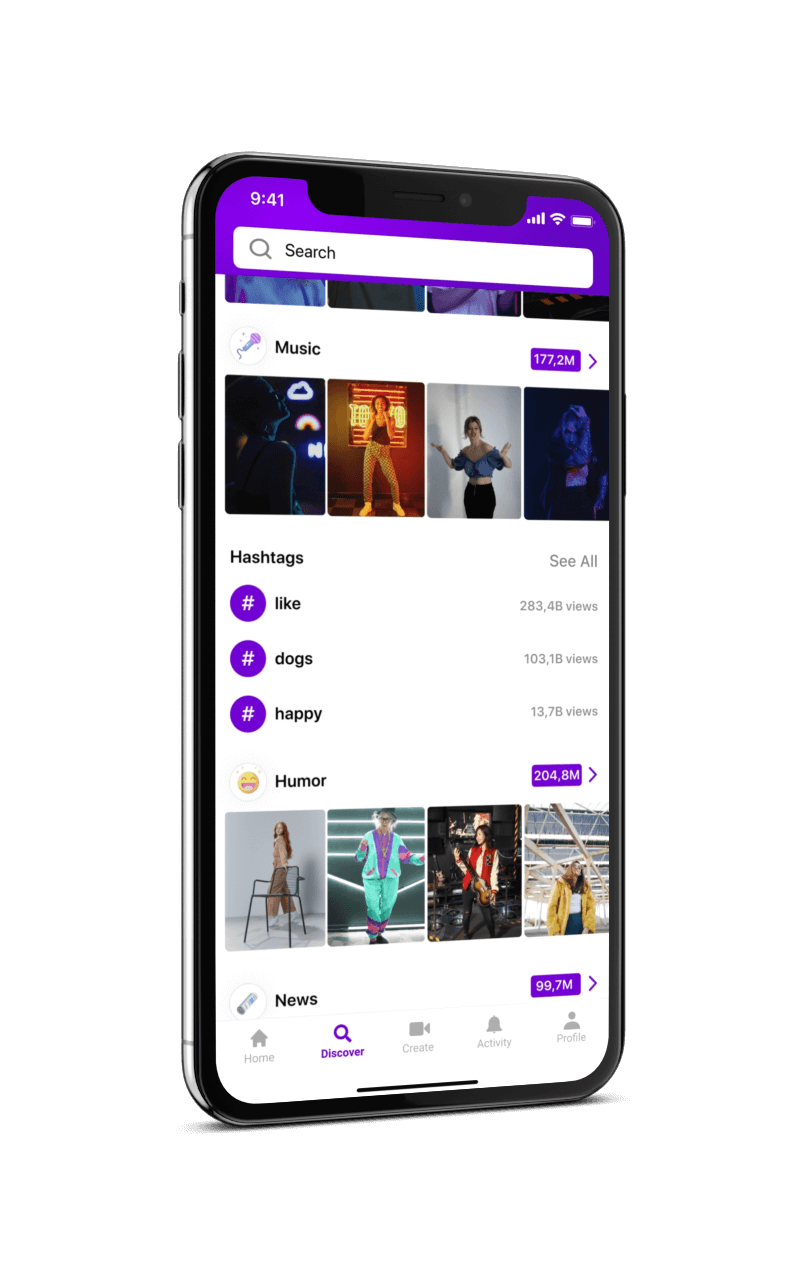 9:41
Search
Music
177,2M
Hashtags
See All
# like
283,4B views
# dogs
103,1B views
# happy
13,7B views
Humor
204,8M
News
99,7M
Home
Discover
Create
Activity
Profile